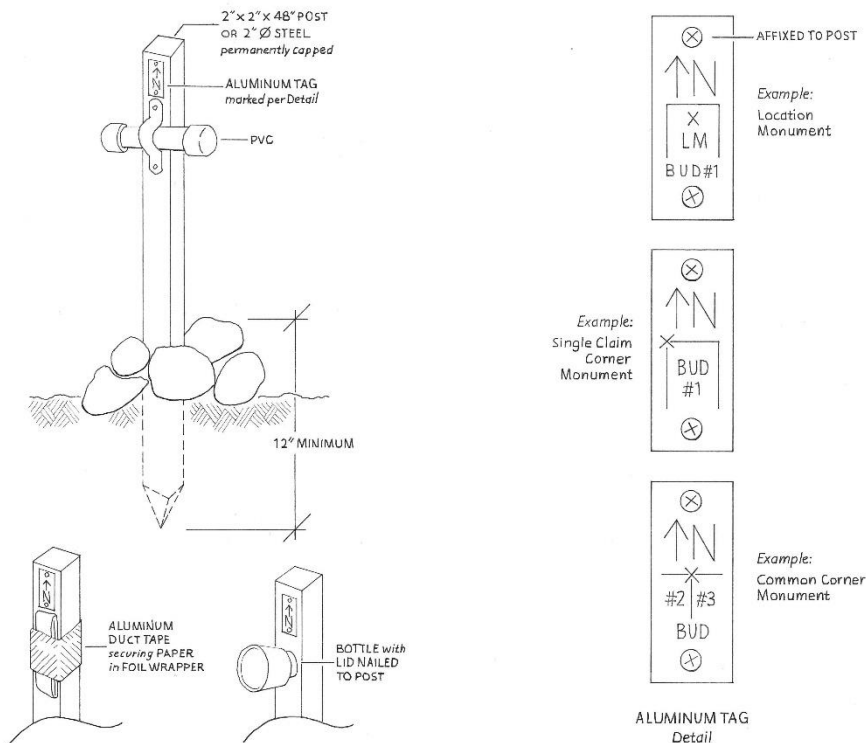 2" x 2" x 48" POST
OR 2" Ø STEEL
permanently capped
N
ALUMINUM TAG
marked per Detail
PVC
12" MINIMUM
N
ALUMINUM
DUCT TAPE
securing PAPER
in FOIL WRAPPER
N
BOTTLE with
LID NAILED
TO POST
AFFIXED TO POST
N
X
LM
BUD#1
Example:
Location
Monument
N
X
BUD
#1
Example:
Single Claim
Corner
Monument
N
X
#2 #3
BUD
Example:
Common Corner
Monument
ALUMINUM TAG
Detail